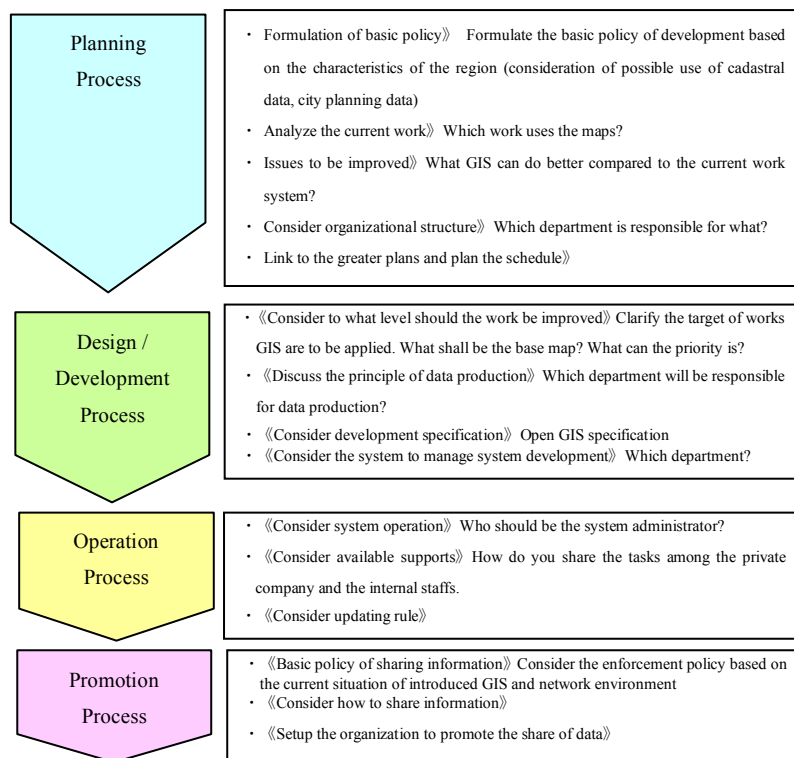 Planning
Process
・ Formulation of basic policy》 Formulate the basic policy of development based
on the characteristics of the region (consideration of possible use of cadastral
data, city planning data)
・ Analyze the current work》 Which work uses the maps?
・ Issues to be improved》 What GIS can do better compared to the current work
system?
・ Consider organizational structure》 Which department is responsible for what?
・ Link to the greater plans and plan the schedule》
Design /
Development
Process
・《Consider to what level should the work be improved》 Clarify the target of works
GIS are to be applied. What shall be the base map? What can the priority is?
・《Discuss the principle of data production》 Which department will be responsible
for data production?
・ 《Consider development specification》 Open GIS specification
・ 《Consider the system to manage system development》 Which department?
Operation
Process
・ 《Consider system operation》 Who should be the system administrator?
・ 《Consider available supports》 How do you share the tasks among the private
company and the internal staffs.
・ 《Consider updating rule》
Promotion
Process
・ 《Basic policy of sharing information》 Consider the enforcement policy based on
the current situation of introduced GIS and network environment
・ 《Consider how to share information》
・ 《Setup the organization to promote the share of data》